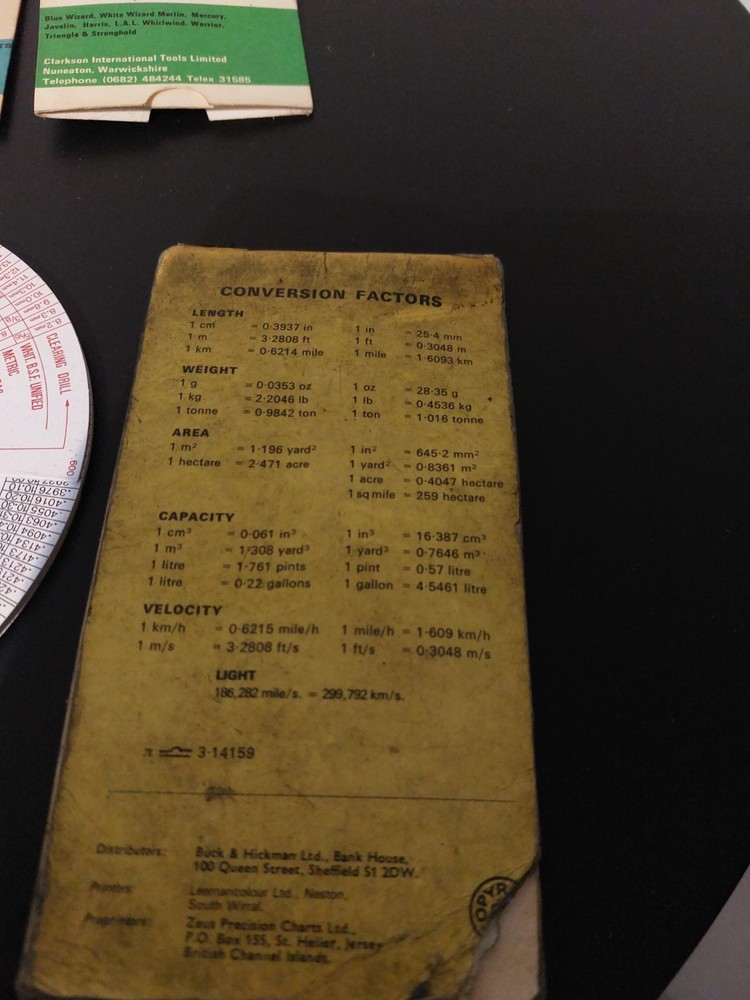 Blue Wizard, White Wizard Merlin, Mercury,
Javelin, Harris, L.A.L. Whirlwind, Warrior,
Triangle & Stronghold
Clarkson International Tools Limited
Nuneaton, Warwickshire
Telephone (0682) 484244 Telex 31585
CLEARING DRILL
WHIT. B.S.F. UNIFIED
METRIC
CONVERSION FACTORS
LENGTH
1 cm = 0·3937 in 1 in = 25·4 mm
1 m = 3·2808 ft 1 ft = 0·3048 m
1 km = 0·6214 mile 1 mile = 1·6093 km
WEIGHT
1 g = 0·0353 oz 1 oz = 28·35 g
1 kg = 2·2046 lb 1 lb = 0·4536 kg
1 tonne = 0·9842 ton 1 ton = 1·016 tonne
AREA
1 m² = 1·196 yard² 1 in² = 645·2 mm²
1 hectare = 2·471 acre 1 yard² = 0·8361 m²
1 acre = 0·4047 hectare
1 sq mile = 259 hectare
CAPACITY
1 cm³ = 0·061 in³ 1 in³ = 16·387 cm³
1 m³ = 1·308 yard³ 1 yard³ = 0·7646 m³
1 litre = 1·761 pints 1 pint = 0·57 litre
1 litre = 0·22 gallons 1 gallon = 4·5461 litre
VELOCITY
1 km/h = 0·6215 mile/h 1 mile/h = 1·609 km/h
1 m/s = 3·2808 ft/s 1 ft/s = 0·3048 m/s
LIGHT
186,282 mile/s. = 299,792 km/s.
π ≏ 3·14159
Distributors: Buck & Hickman Ltd., Bank House,
100 Queen Street, Sheffield S1 2DW.
Printers: Leemancolour Ltd., Neston,
South Wirral.
Proprietors: Zeus Precision Charts Ltd.,
P.O. Box 155, St. Helier, Jersey
British Channel Islands.